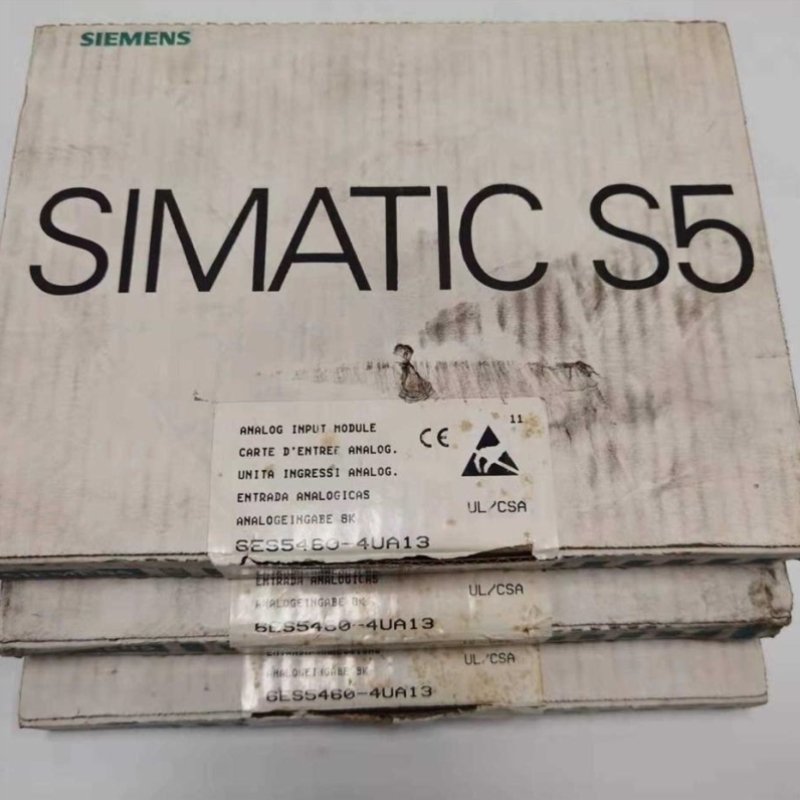 SIEMENS
SIMATIC S5
11
ANALOG INPUT MODULE
CARTE D'ENTREE ANALOG.
UNITA INGRESSI ANALOG.
ENTRADA ANALOGICAS
ANALOGEINGABE 8K
CE
UL/CSA
6ES5460-4UA13
ENTRADA ANALOGICAS
ANALOGEINGABE 8K
UL/CSA
6ES5460-4UA13
UL/CSA
ANALOGEINGABE 8K
6ES5460-4UA13